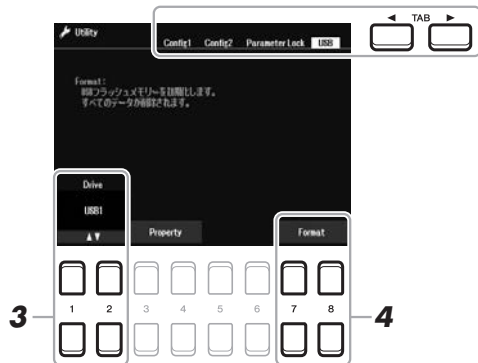 Utility
Config1 Config2 Parameter Lock USB
◀ TAB ▶
Format:
USBフラッシュメモリーを初期化します。
すべてのデータが削除されます。
Drive
USB1
▲▼
Property
Format
1 2 3 4 5 6 7 8
3
4